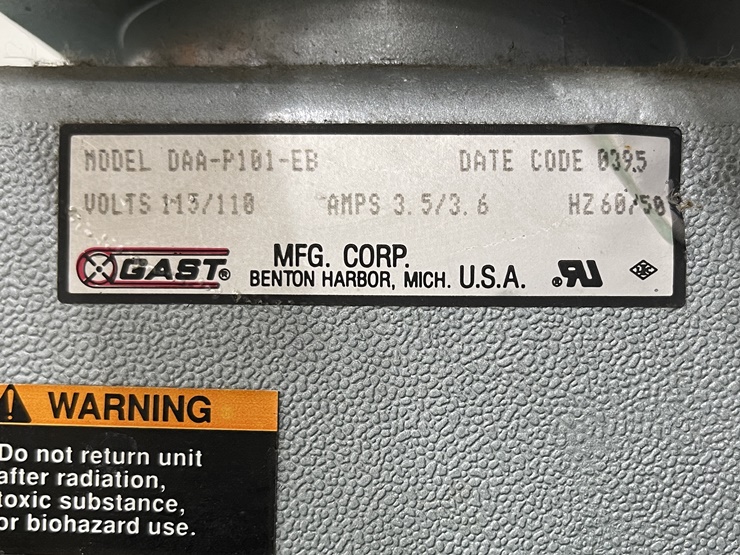 MODEL DAA-P101-EB DATE CODE 0395
VOLTS 115/110 AMPS 3.5/3.6 HZ 60/50
GAST® MFG. CORP.
BENTON HARBOR, MICH. U.S.A.
WARNING
Do not return unit
after radiation,
toxic substance,
or biohazard use.